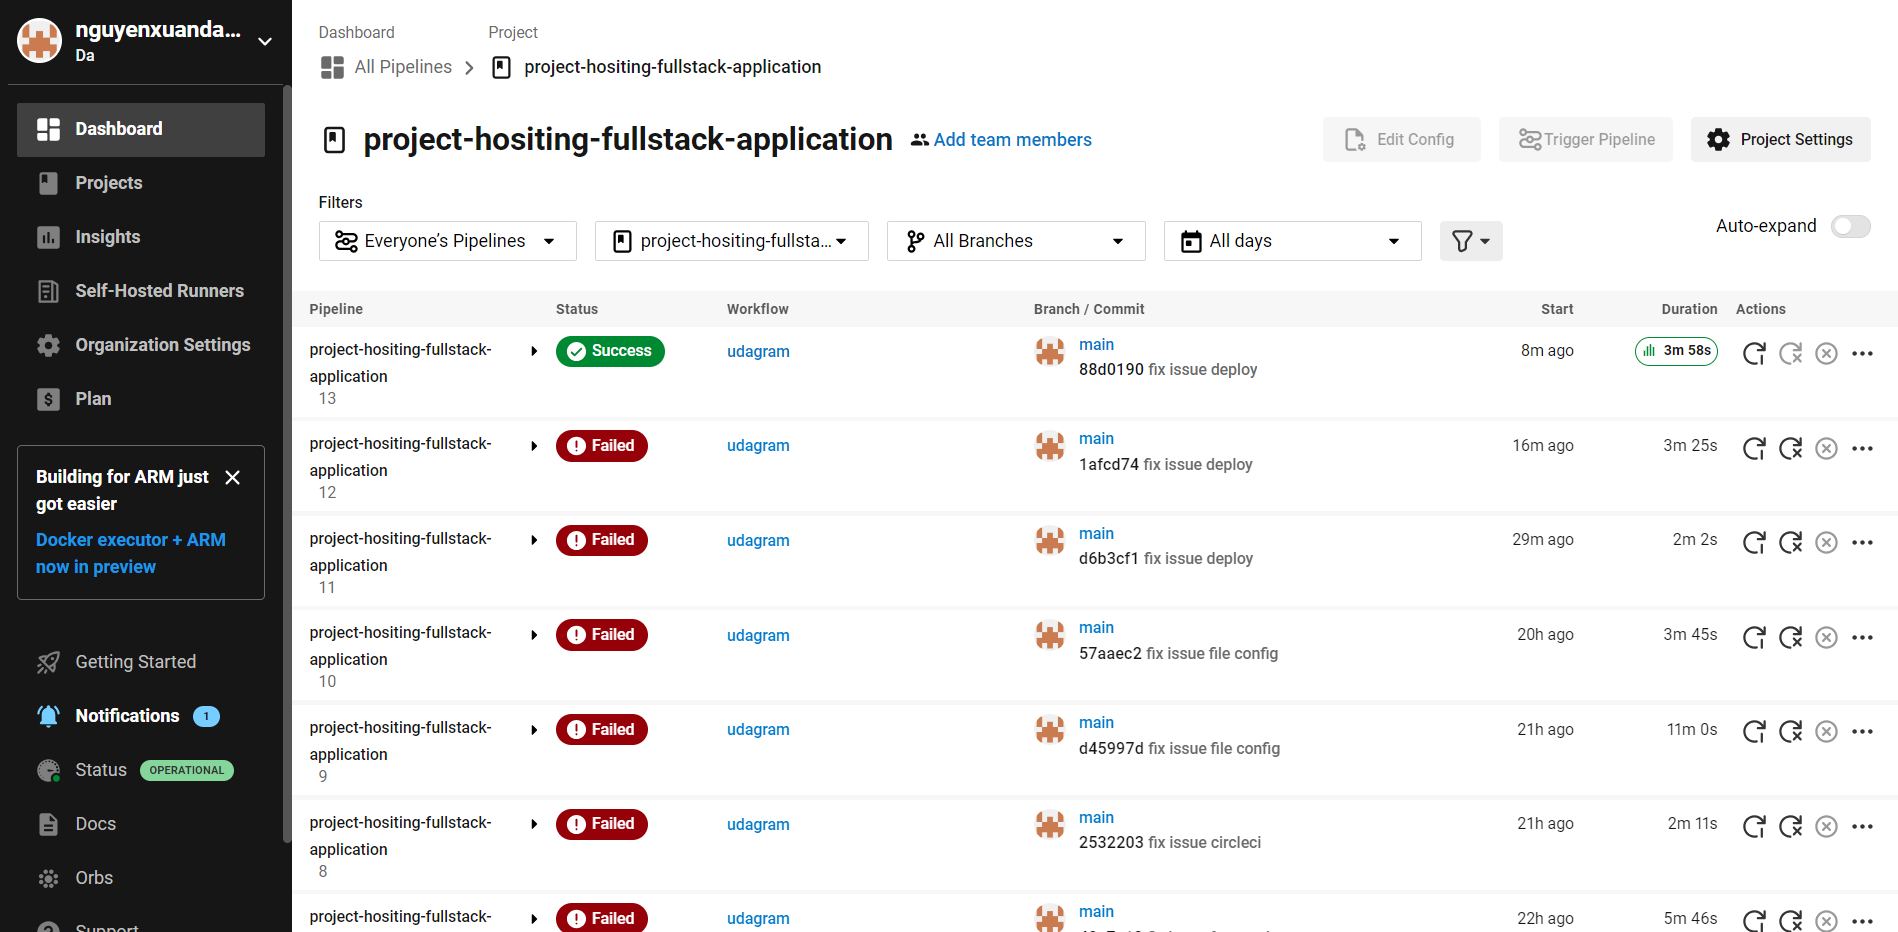 nguyenxuanda...
Da
Dashboard
Projects
Insights
Self-Hosted Runners
Organization Settings
Plan
Building for ARM just
got easier
Docker executor + ARM
now in preview
Getting Started
Notifications 1
Status OPERATIONAL
Docs
Orbs
Support
Dashboard Project
All Pipelines project-hositing-fullstack-application
project-hositing-fullstack-application Add team members
Edit Config Trigger Pipeline Project Settings
Filters
Everyone’s Pipelines project-hositing-fullsta... All Branches All days
Auto-expand
Pipeline Status Workflow Branch / Commit Start Duration Actions
project-hositing-fullstack-
application
13
Success udagram main 8m ago 3m 58s
88d0190 fix issue deploy
project-hositing-fullstack-
application
12
Failed udagram main 16m ago 3m 25s
1afcd74 fix issue deploy
project-hositing-fullstack-
application
11
Failed udagram main 29m ago 2m 2s
d6b3cf1 fix issue deploy
project-hositing-fullstack-
application
10
Failed udagram main 20h ago 3m 45s
57aaec2 fix issue file config
project-hositing-fullstack-
application
9
Failed udagram main 21h ago 11m 0s
d45997d fix issue file config
project-hositing-fullstack-
application
8
Failed udagram main 21h ago 2m 11s
2532203 fix issue circleci
project-hositing-fullstack-
Failed udagram main 22h ago 5m 46s